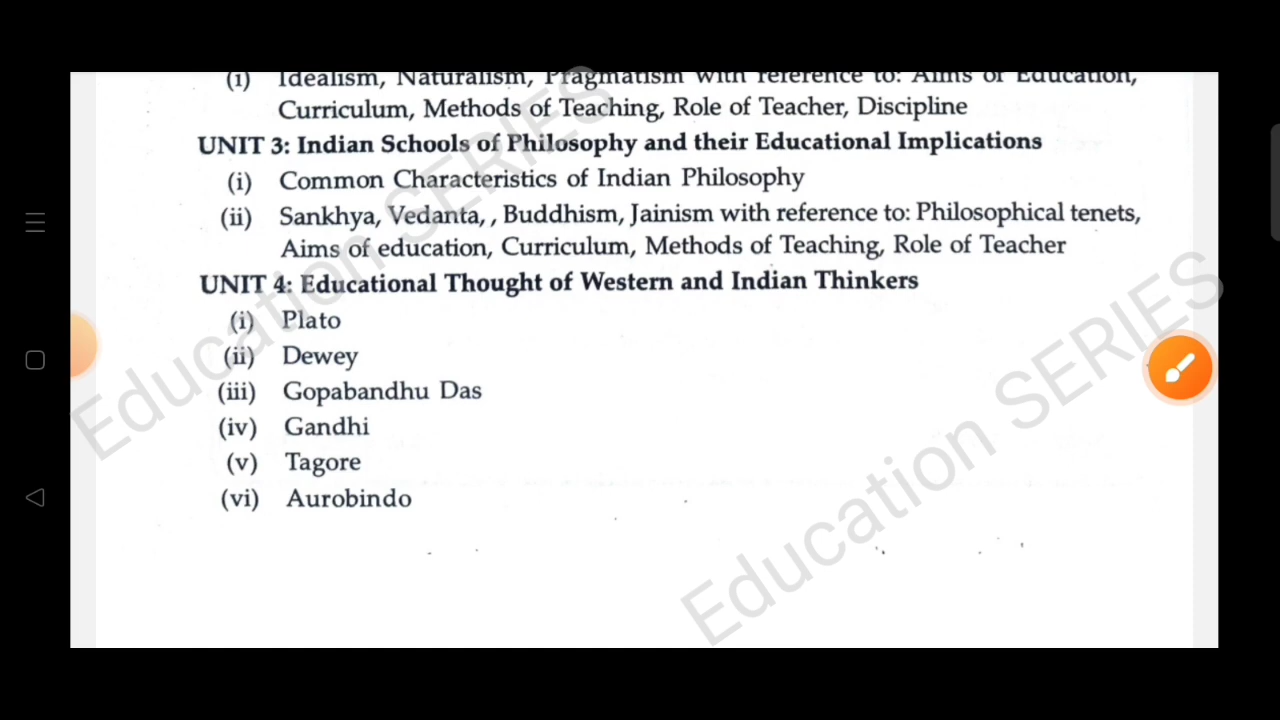 (i) Idealism, Naturalism, Pragmatism with reference to: Aims of Education,
Curriculum, Methods of Teaching, Role of Teacher, Discipline
UNIT 3: Indian Schools of Philosophy and their Educational Implications
(i) Common Characteristics of Indian Philosophy
(ii) Sankhya, Vedanta, , Buddhism, Jainism with reference to: Philosophical tenets,
Aims of education, Curriculum, Methods of Teaching, Role of Teacher
UNIT 4: Educational Thought of Western and Indian Thinkers
(i) Plato
(ii) Dewey
(iii) Gopabandhu Das
(iv) Gandhi
(v) Tagore
(vi) Aurobindo
Education SERIES
Education SERIES